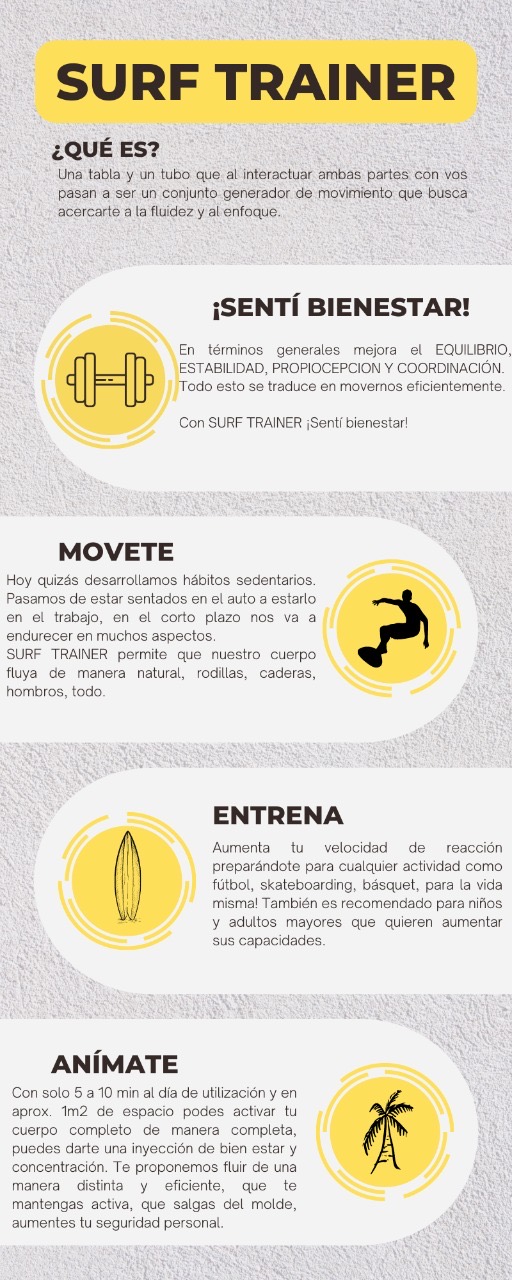 SURF TRAINER
¿QUÉ ES?
Una tabla y un tubo que al interactuar ambas partes con vos
pasan a ser un conjunto generador de movimiento que busca
acercarte a la fluidez y al enfoque.
¡SENTÍ BIENESTAR!
En términos generales mejora el EQUILIBRIO,
ESTABILIDAD, PROPIOCEPCION Y COORDINACIÓN.
Todo esto se traduce en movernos eficientemente.
Con SURF TRAINER ¡Sentí bienestar!
MOVETE
Hoy quizás desarrollamos hábitos sedentarios.
Pasamos de estar sentados en el auto a estarlo
en el trabajo, en el corto plazo nos va a
endurecer en muchos aspectos.
SURF TRAINER permite que nuestro cuerpo
fluya de manera natural, rodillas, caderas,
hombros, todo.
ENTRENA
Aumenta tu velocidad de reacción
preparándote para cualquier actividad como
fútbol, skateboarding, básquet, para la vida
misma! También es recomendado para niños
y adultos mayores que quieren aumentar
sus capacidades.
ANÍMATE
Con solo 5 a 10 min al día de utilización y en
aprox. 1m2 de espacio podes activar tu
cuerpo completo de manera completa,
puedes darte una inyección de bien estar y
concentración. Te proponemos fluir de una
manera distinta y eficiente, que te
mantengas activa, que salgas del molde,
aumentes tu seguridad personal.